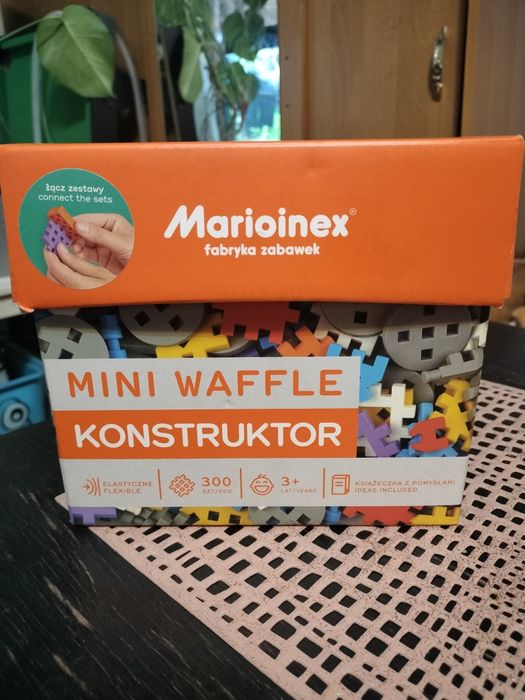 łącz zestawy
connect the sets
Marioinex®
fabryka zabawek
MINI WAFFLE
KONSTRUKTOR
ELASTYCZNE
FLEXIBLE
300
SZT/PCS
3+
LAT/YEARS
KSIĄŻECZKA Z POMYSŁAMI
IDEAS INCLUDED